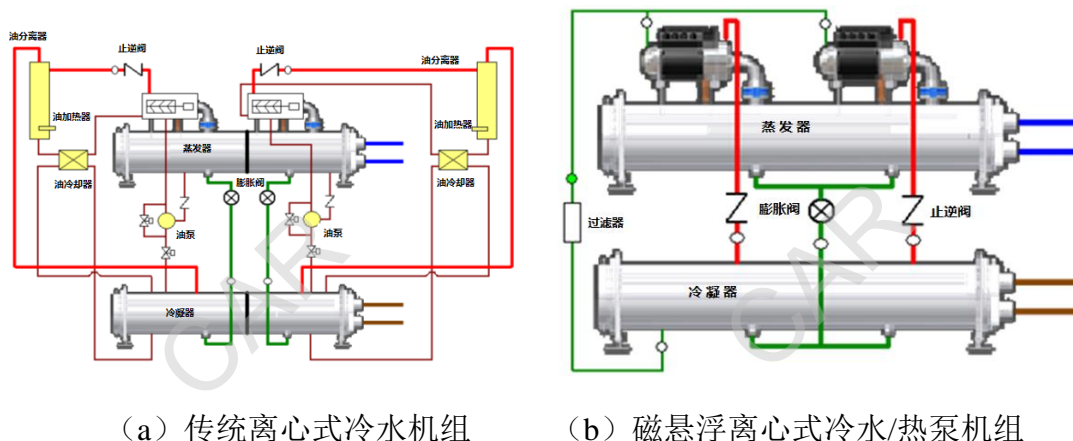 油分离器
止逆阀
止逆阀
油分离器
油加热器
油加热器
蒸发器
油冷却器
膨胀阀
油冷却器
油泵
油泵
冷凝器
CAR
蒸发器
过滤器
膨胀阀
止逆阀
冷凝器
CAR
（a）传统离心式冷水机组
（b）磁悬浮离心式冷水/热泵机组